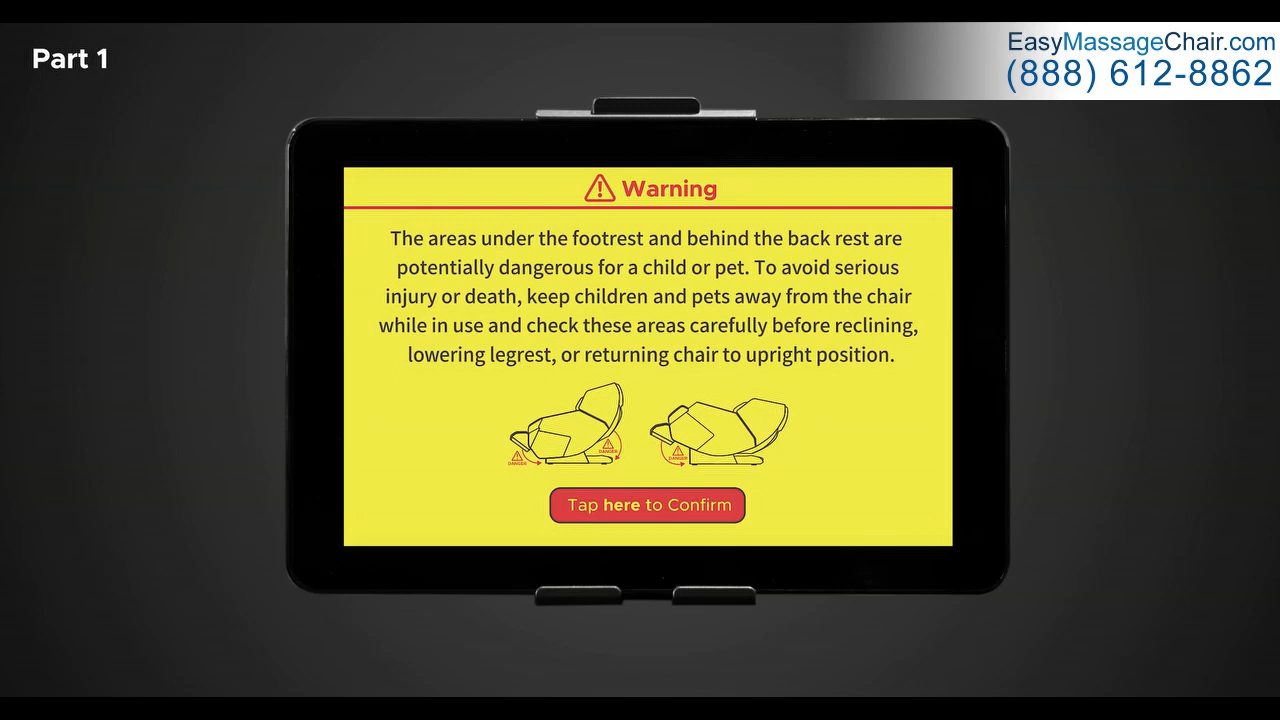 Part 1
EasyMassageChair.com
(888) 612-8862
Warning
The areas under the footrest and behind the back rest are
potentially dangerous for a child or pet. To avoid serious
injury or death, keep children and pets away from the chair
while in use and check these areas carefully before reclining,
lowering legrest, or returning chair to upright position.
DANGER
DANGER
DANGER
Tap here to Confirm